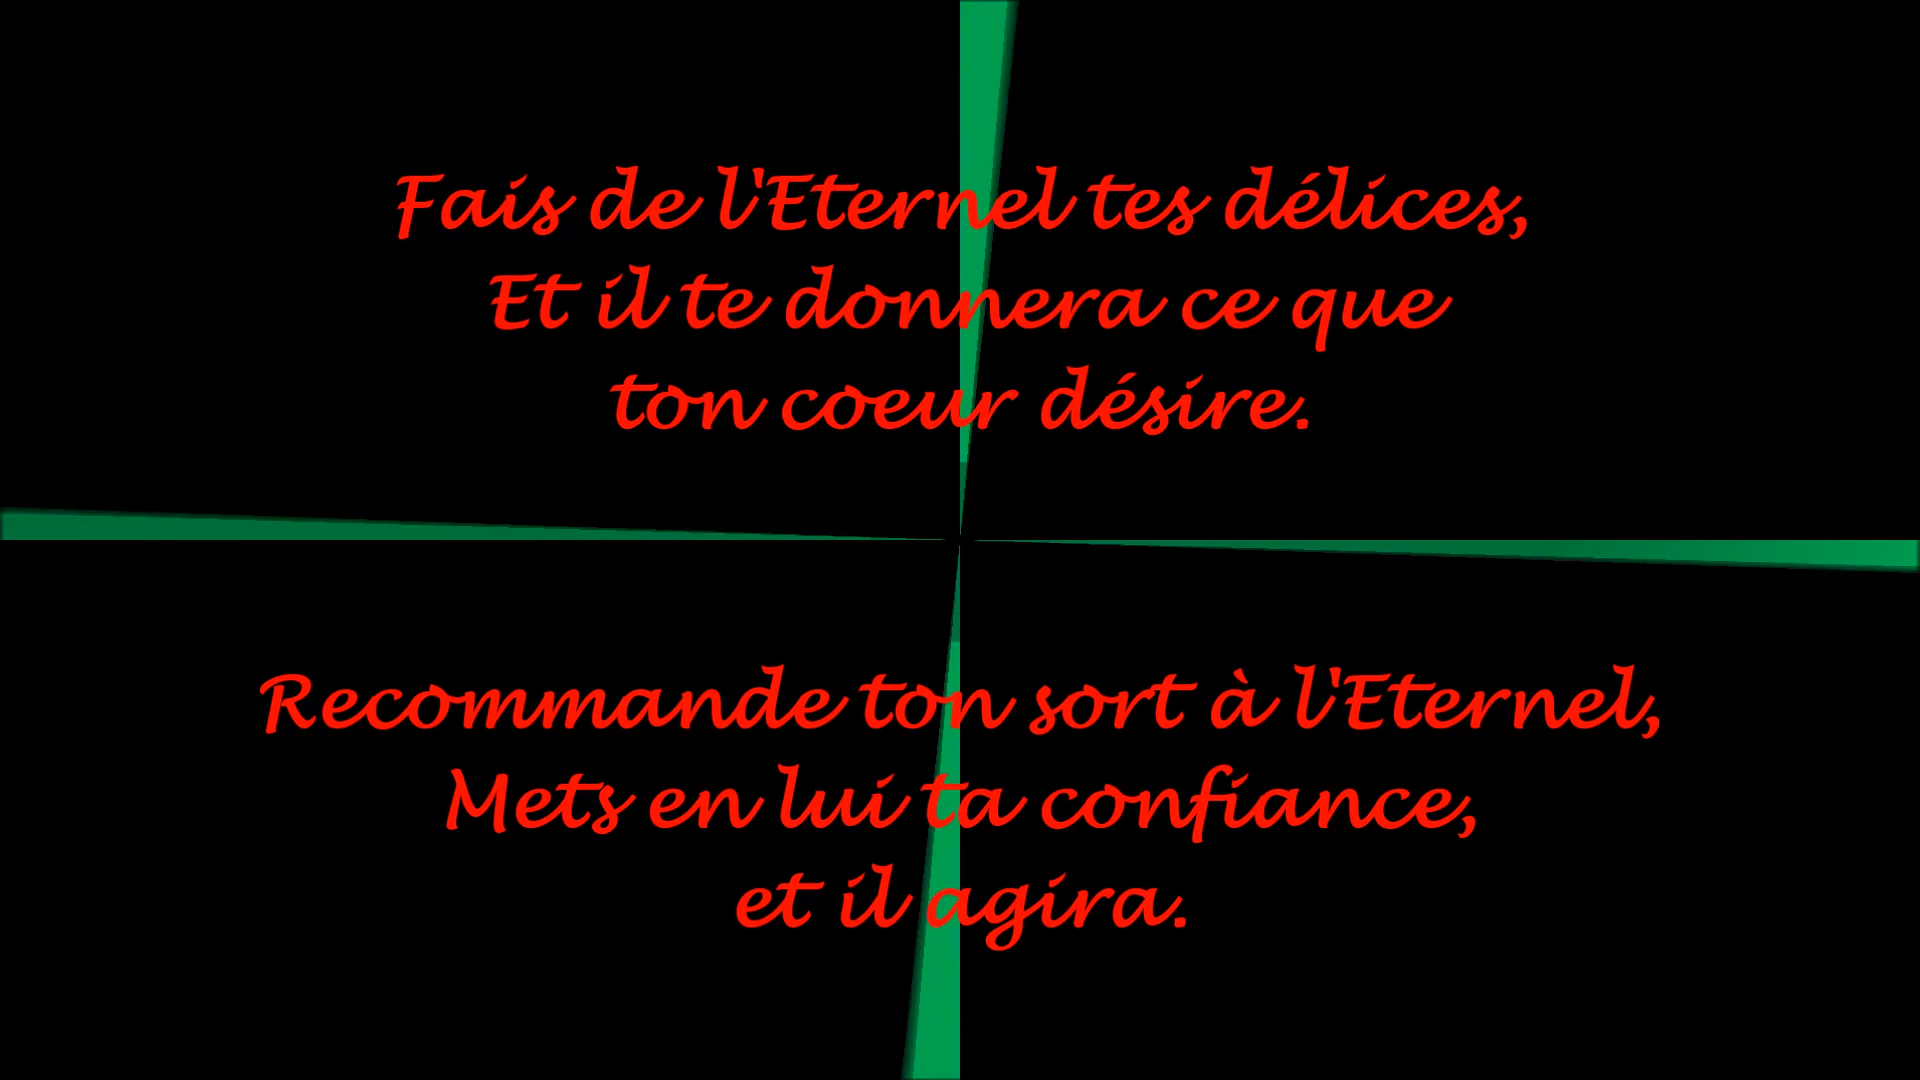 Fais de l'Eternel tes délices,
Et il te donnera ce que
ton coeur désire.
Recommande ton sort à l'Eternel,
Mets en lui ta confiance,
et il agira.